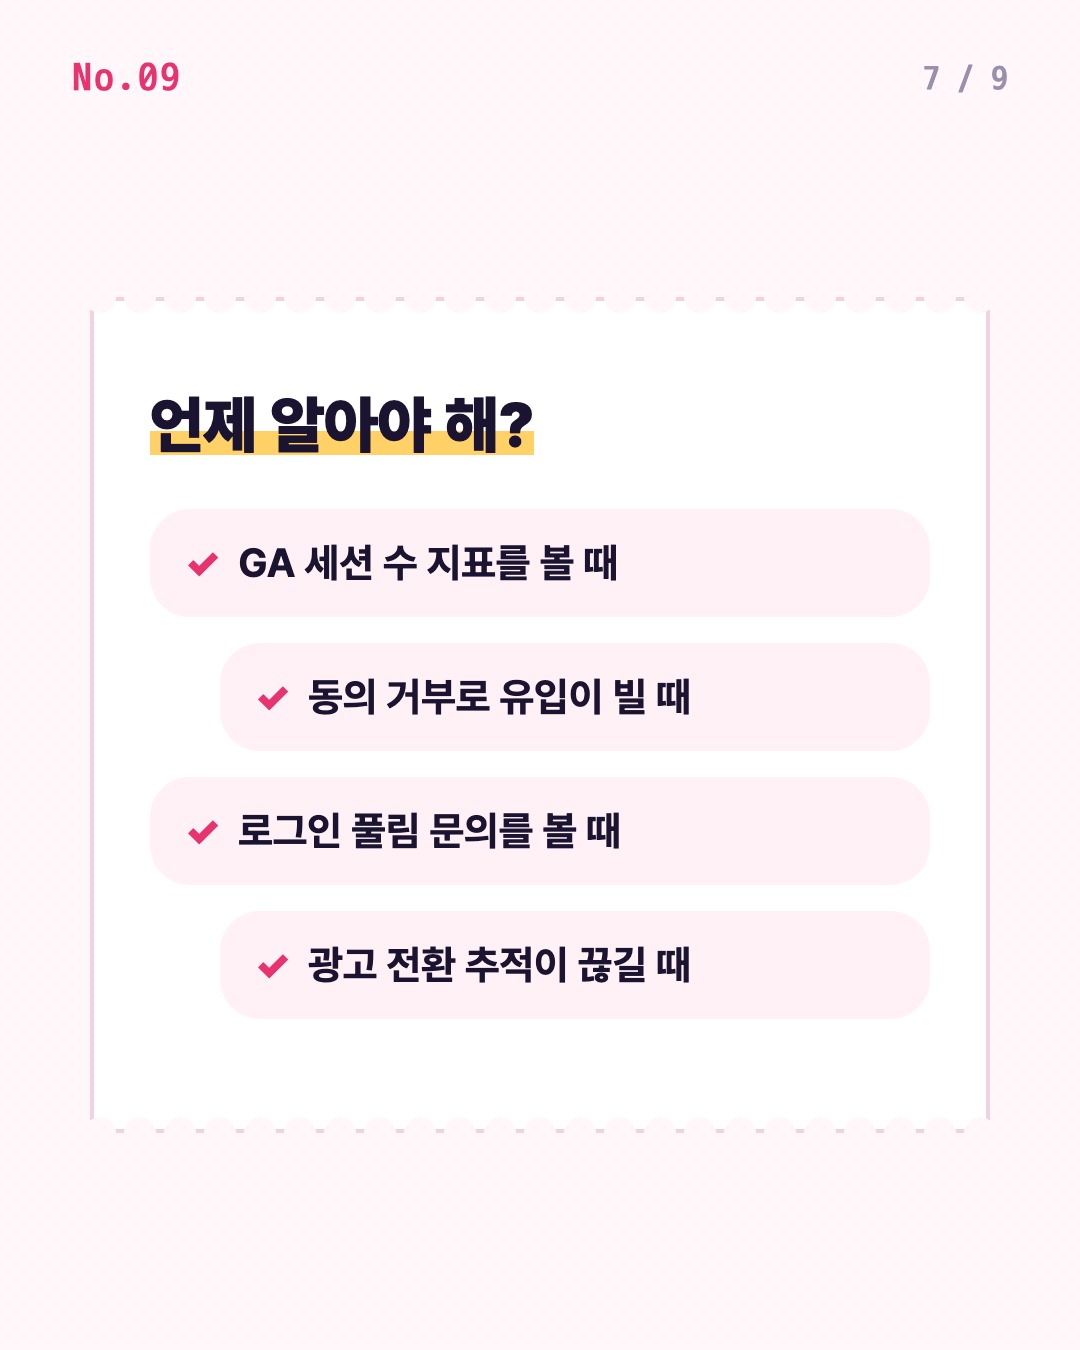 No.09
7 / 9
언제 알아야 해?
GA 세션 수 지표를 볼 때
동의 거부로 유입이 빌 때
로그인 풀림 문의를 볼 때
광고 전환 추적이 끊길 때